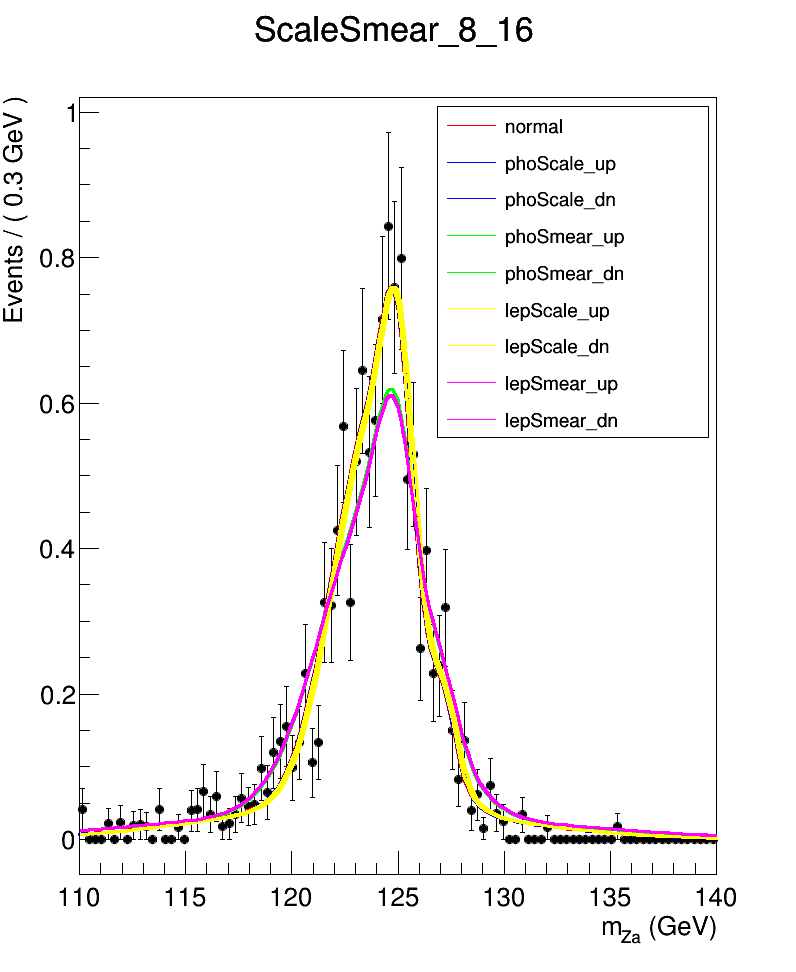 ScaleSmear_8_16
Events / ( 0.3 GeV )
1
0.8
0.6
0.4
0.2
0
normal
phoScale_up
phoScale_dn
phoSmear_up
phoSmear_dn
lepScale_up
lepScale_dn
lepSmear_up
lepSmear_dn
110 115 120 125 130 135 140
m_Za (GeV)